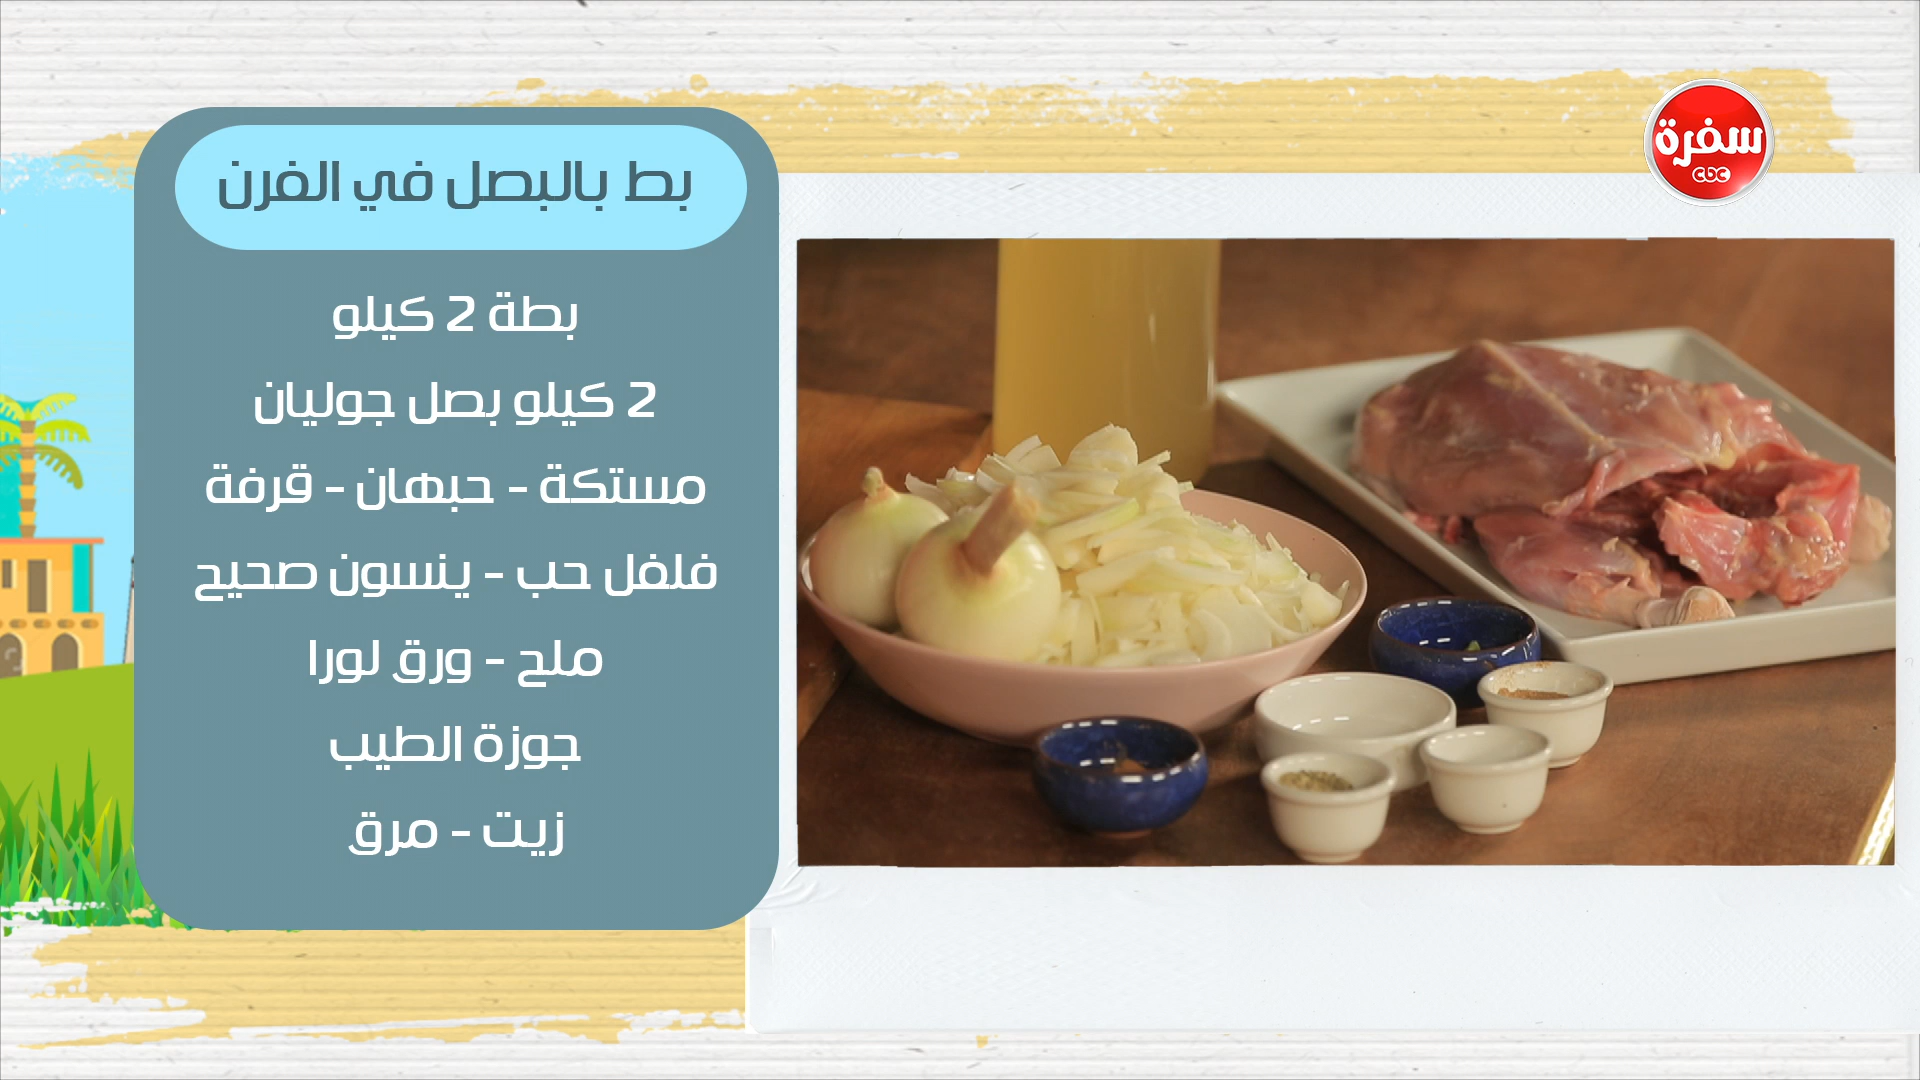 سفرة
cbc
بط بالبصل في الفرن
بطة 2 كيلو
2 كيلو بصل جوليان
مستكة - حبهان - قرفة
فلفل حب - ينسون صحيح
ملح - ورق لورا
جوزة الطيب
زيت - مرق